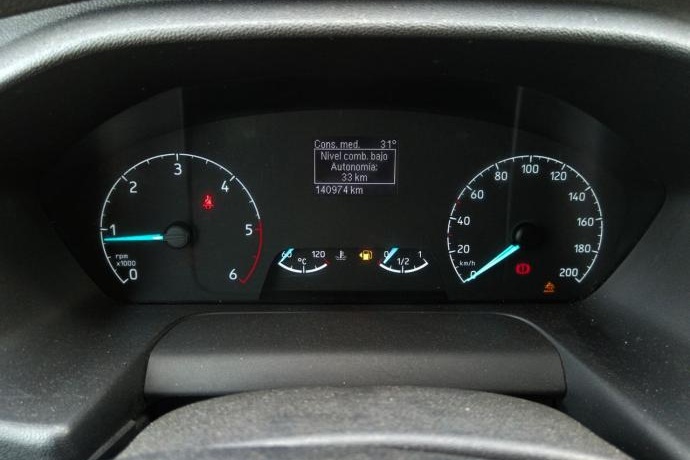 Cons. med. 31°
Nivel comb. bajo
Autonomía:
33 km
140974 km
0 1 2 3 4 5 6
rpm
x1000
60 120
°C
0 1/2 1
0 20 40 60 80 100 120 140 160 180 200
km/h